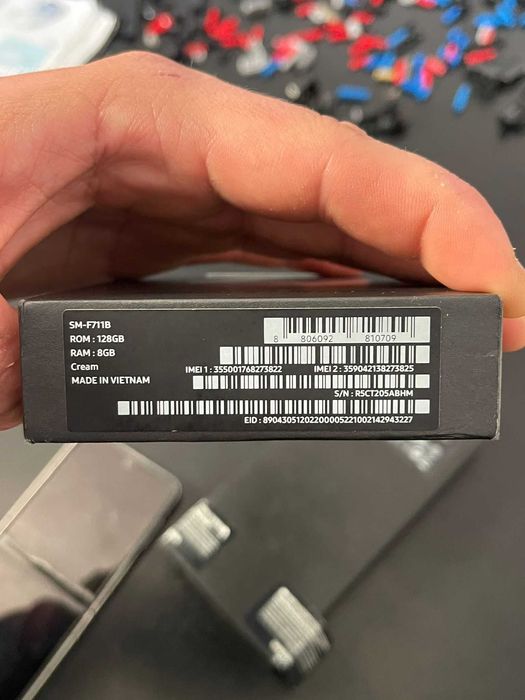 SM-F711B
ROM : 128GB
RAM : 8GB
Cream
MADE IN VIETNAM
8 806092 810709
IMEI 1 : 355001768273822 IMEI 2 : 359042138273825
S/N : R5CT205ABHM
EID : 89043051202200005221002142943227